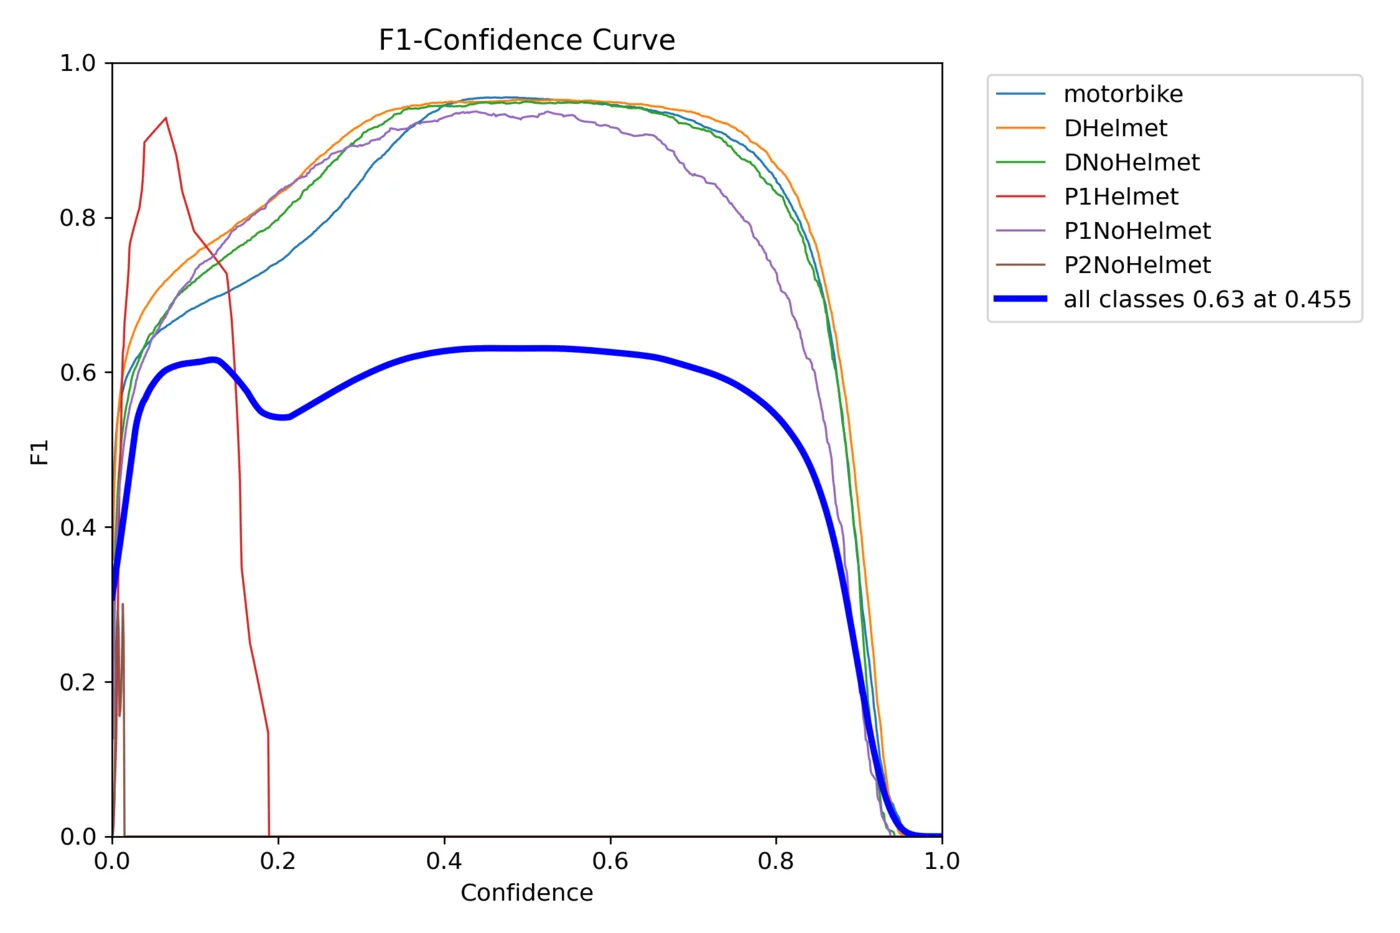 F1-Confidence Curve
1.0
0.8
0.6
0.4
0.2
0.0
F1
0.0 0.2 0.4 0.6 0.8 1.0
Confidence
motorbike
DHelmet
DNoHelmet
P1Helmet
P1NoHelmet
P2NoHelmet
all classes 0.63 at 0.455